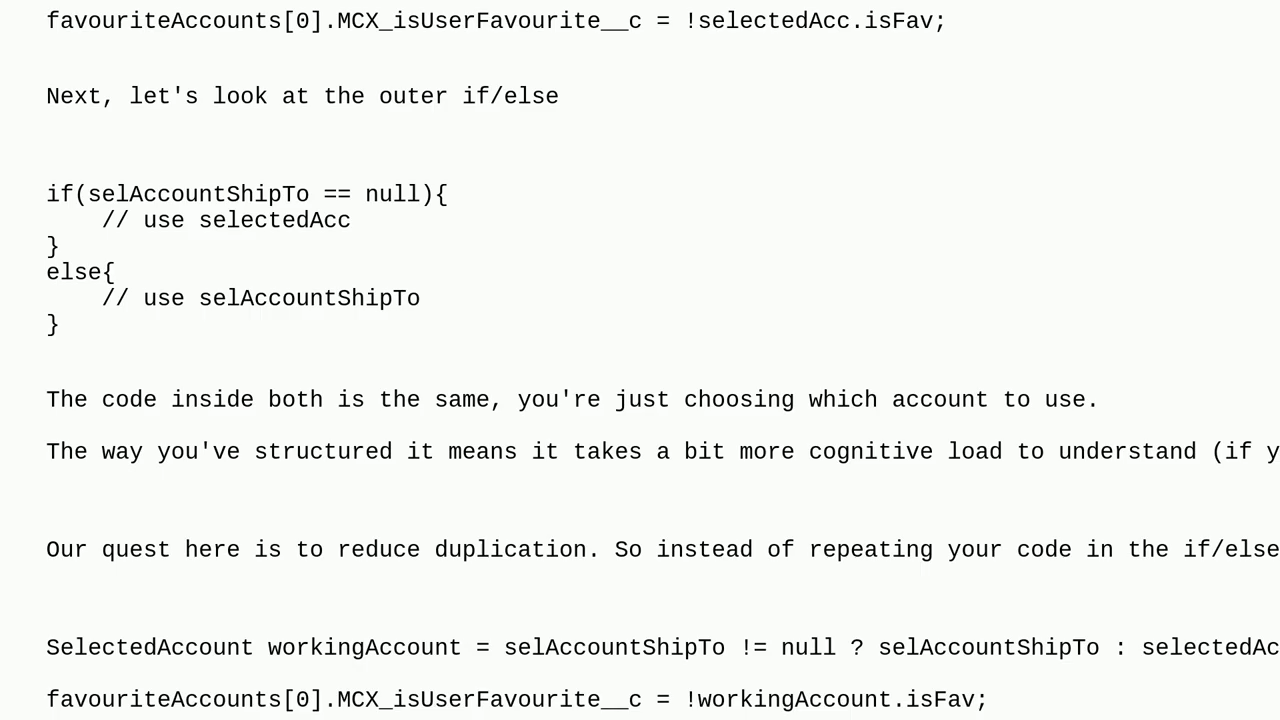 favouriteAccounts[0].MCX_isUserFavourite__c = !selectedAcc.isFav;
Next, let's look at the outer if/else
if(selAccountShipTo == null){
    // use selectedAcc
}
else{
    // use selAccountShipTo
}
The code inside both is the same, you're just choosing which account to use.
The way you've structured it means it takes a bit more cognitive load to understand (if y
Our quest here is to reduce duplication. So instead of repeating your code in the if/else
SelectedAccount workingAccount = selAccountShipTo != null ? selAccountShipTo : selectedAc
favouriteAccounts[0].MCX_isUserFavourite__c = !workingAccount.isFav;